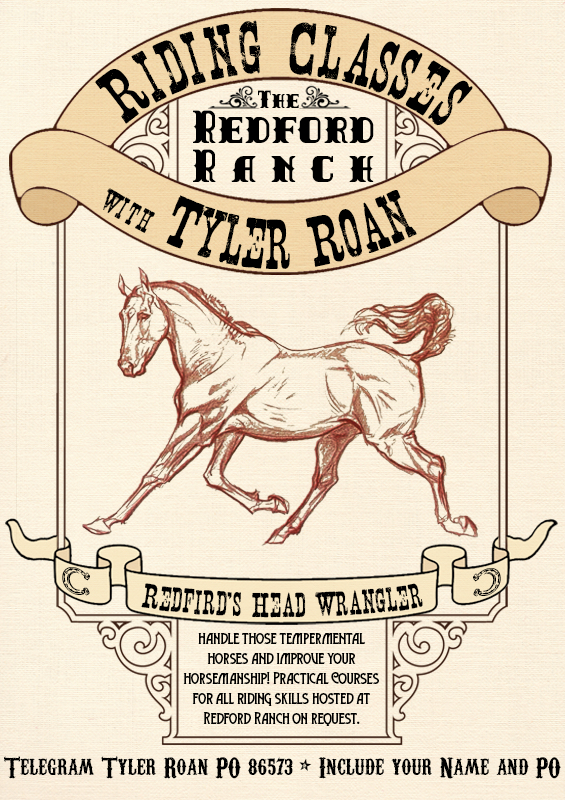 Riding Classes
The
Redford
Ranch
with Tyler Roan
Redfird's Head Wrangler
Handle those tempermental
horses and improve your
horsemanship! Practical Courses
for all riding skills hosted at
Redford Ranch on request.
Telegram Tyler Roan PO 86573 ☆ Include your Name and PO